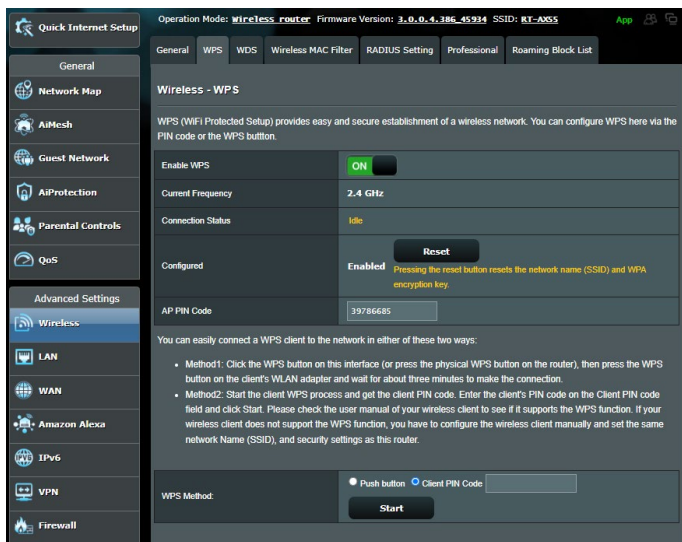 Quick Internet Setup
General
Network Map
AiMesh
Guest Network
AiProtection
Parental Controls
QoS
Advanced Settings
Wireless
LAN
WAN
Amazon Alexa
IPv6
VPN
Firewall
Operation Mode: Wireless router Firmware Version: 3.0.0.4.386_45934 SSID: RT-AX55
App
General WPS WDS Wireless MAC Filter RADIUS Setting Professional Roaming Block List
Wireless - WPS
WPS (WiFi Protected Setup) provides easy and secure establishment of a wireless network. You can configure WPS here via the
PIN code or the WPS buttton.
Enable WPS ON
Current Frequency 2.4 GHz
Connection Status Idle
Configured Enabled Reset
Pressing the reset button resets the network name (SSID) and WPA
encryption key.
AP PIN Code 39786685
You can easily connect a WPS client to the network in either of these two ways:
• Method1: Click the WPS button on this interface (or press the physical WPS button on the router), then press the WPS
button on the client's WLAN adapter and wait for about three minutes to make the connection.
• Method2: Start the client WPS process and get the client PIN code. Enter the client's PIN code on the Client PIN code
field and click Start. Please check the user manual of your wireless client to see if it supports the WPS function. If your
wireless client does not support the WPS function, you have to configure the wireless client manually and set the same
network Name (SSID), and security settings as this router.
WPS Method: Push button Client PIN Code
Start